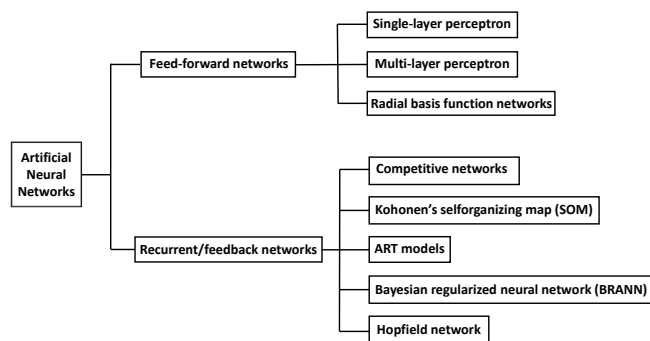 Single-layer perceptron
Feed-forward networks
Multi-layer perceptron
Radial basis function networks
Artificial
Neural
Networks
Competitive networks
Kohonen's selforganizing map (SOM)
Recurrent/feedback networks
ART models
Bayesian regularized neural network (BRANN)
Hopfield network